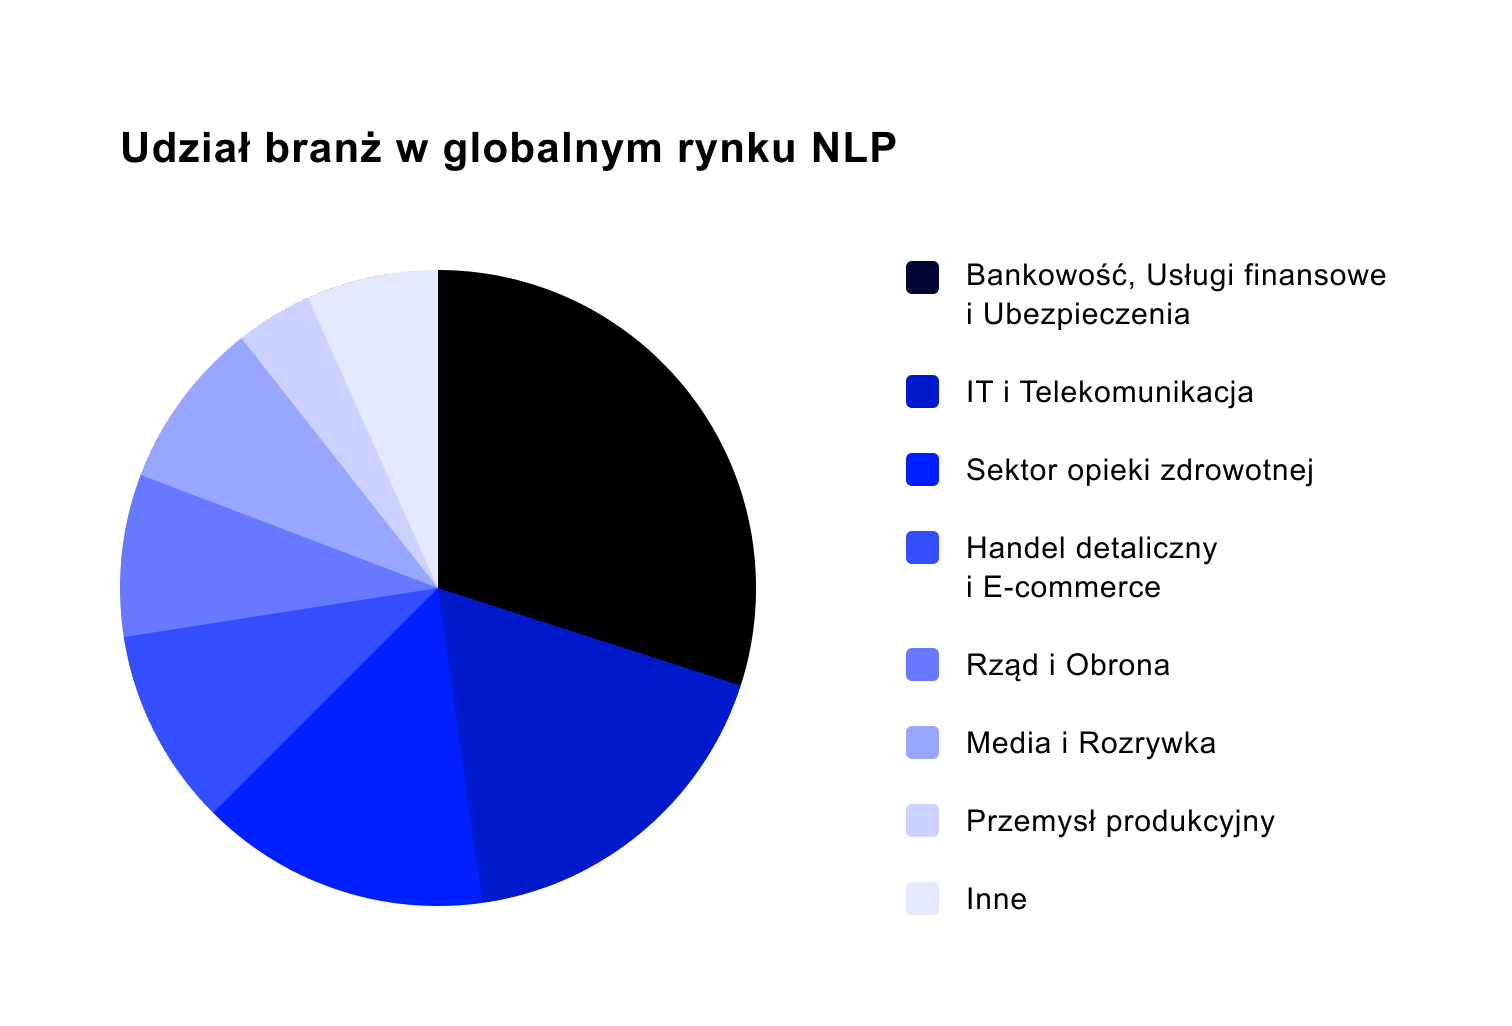 Udział branż w globalnym rynku NLP
Bankowość, Usługi finansowe
i Ubezpieczenia
IT i Telekomunikacja
Sektor opieki zdrowotnej
Handel detaliczny
i E-commerce
Rząd i Obrona
Media i Rozrywka
Przemysł produkcyjny
Inne